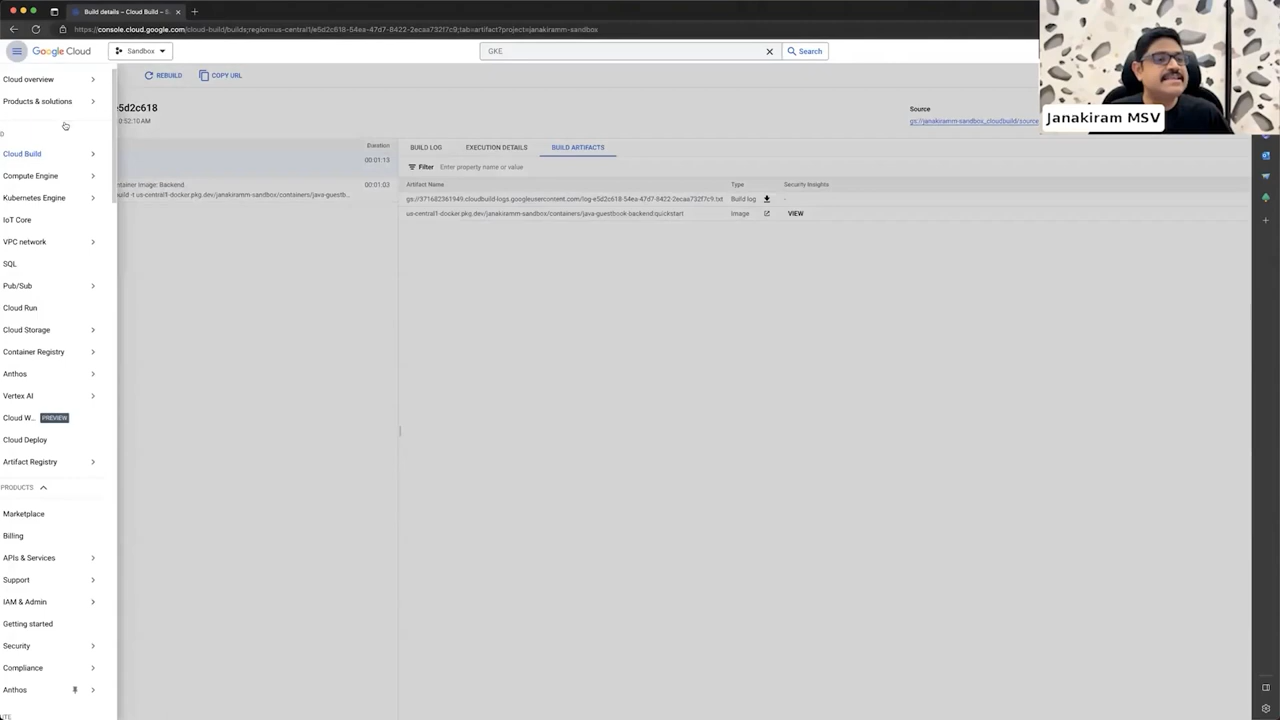 Build details – Cloud Build – S
https://console.cloud.google.com/cloud-build/builds;region=us-central1/e5d2c618-54ea-47d7-8422-2ecaa732f7c9;tab=artifact?project=janakiramm-sandbox
Google Cloud
Sandbox
GKE
Search
REBUILD
COPY URL
e5d2c618
0:52:10 AM
Source
gs://janakiramm-sandbox_cloudbuild/source
Cloud overview
Products & solutions
D
Cloud Build
Compute Engine
Kubernetes Engine
IoT Core
VPC network
SQL
Pub/Sub
Cloud Run
Cloud Storage
Container Registry
Anthos
Vertex AI
Cloud W... PREVIEW
Cloud Deploy
Artifact Registry
PRODUCTS
Marketplace
Billing
APIs & Services
Support
IAM & Admin
Getting started
Security
Compliance
Anthos
Duration
00:01:13
ntainer Image: Backend
00:01:03
build -t us-central1-docker.pkg.dev/janakiramm-sandbox/containers/java-guestb...
BUILD LOG
EXECUTION DETAILS
BUILD ARTIFACTS
Filter
Enter property name or value
Artifact Name
Type
Security Insights
gs://371682361949.cloudbuild-logs.googleusercontent.com/log-e5d2c618-54ea-47d7-8422-2ecaa732f7c9.txt
Build log
us-central1-docker.pkg.dev/janakiramm-sandbox/containers/java-guestbook-backend:quickstart
Image
VIEW
Janakiram MSV